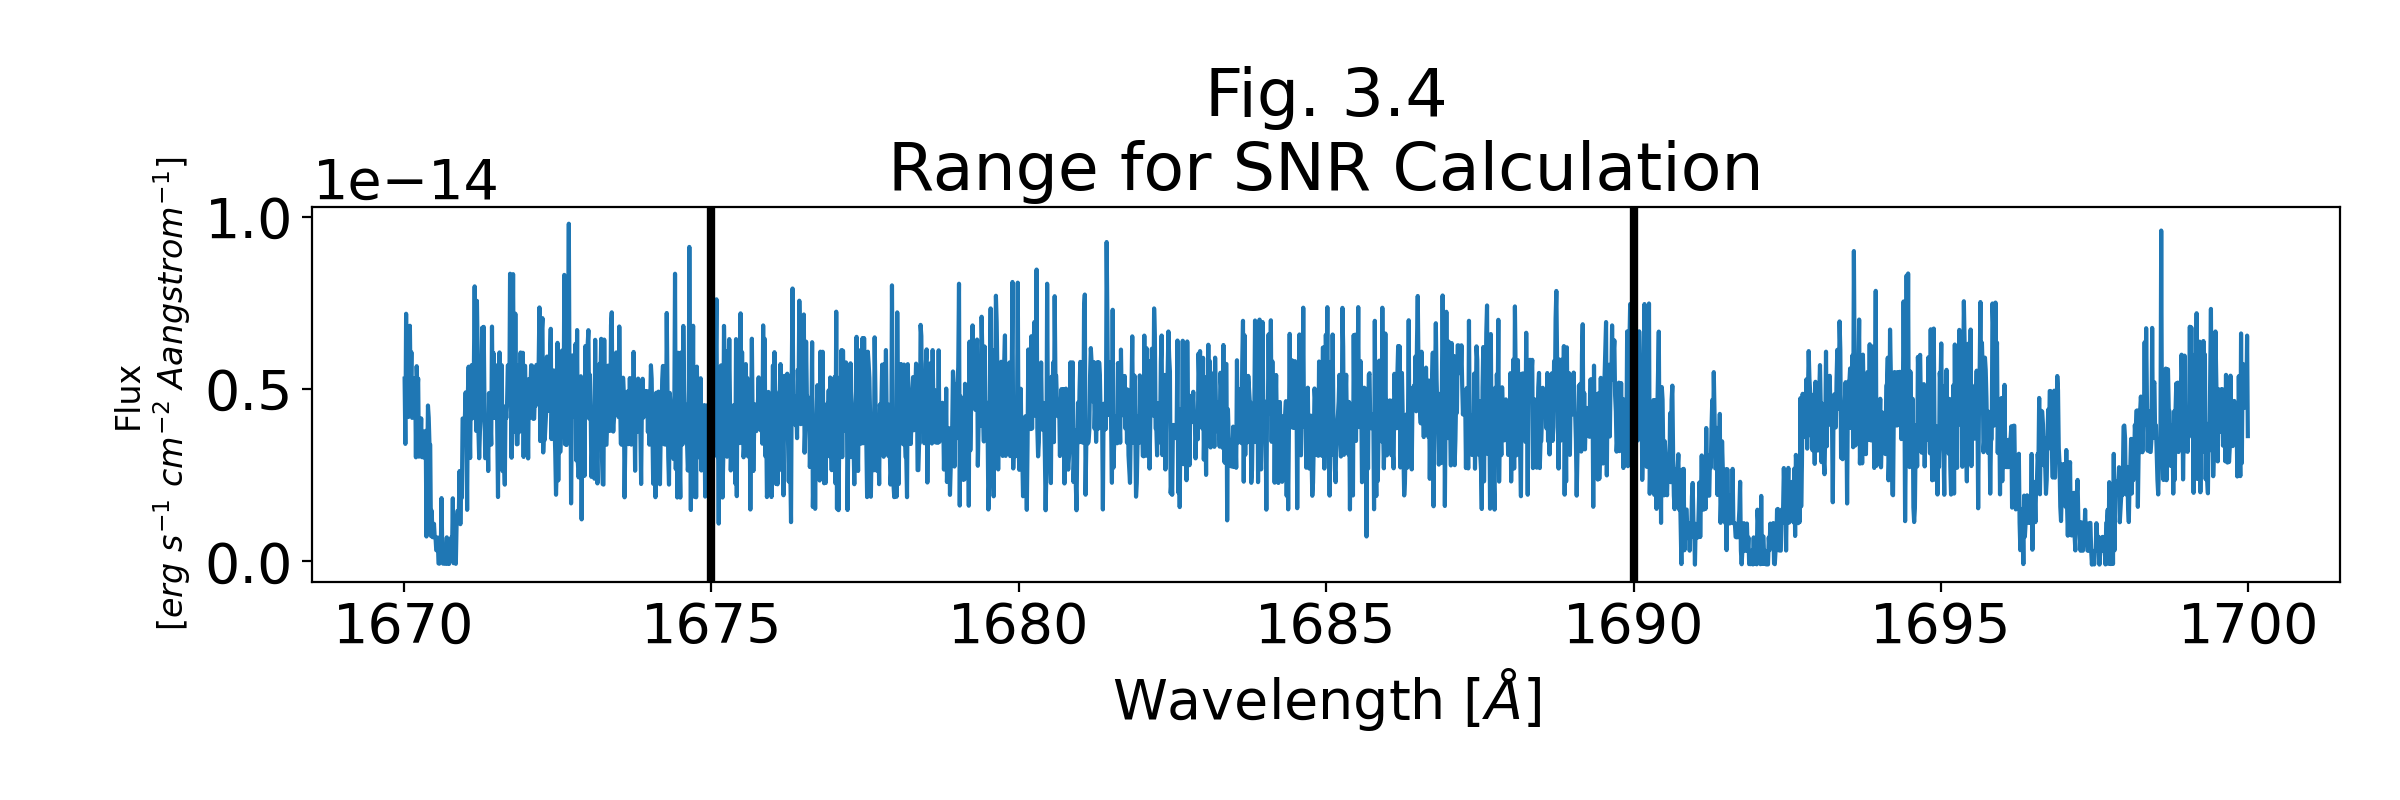 Fig. 3.4
Range for SNR Calculation
1e−14
Flux
[erg s⁻¹ cm⁻² Aangstrom⁻¹]
1.0
0.5
0.0
1670 1675 1680 1685 1690 1695 1700
Wavelength [Å]